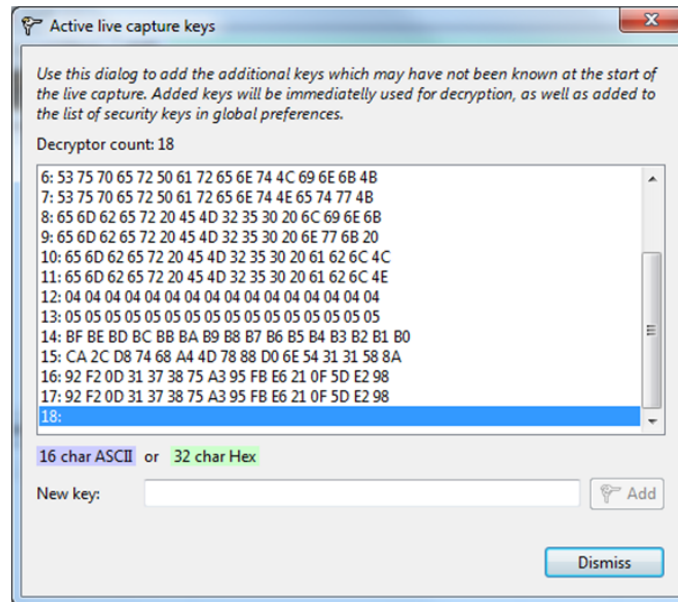 Active live capture keys
Use this dialog to add the additional keys which may have not been known at the start of
the live capture. Added keys will be immediatelly used for decryption, as well as added to
the list of security keys in global preferences.
Decryptor count: 18
6: 53 75 70 65 72 50 61 72 65 6E 74 4C 69 6E 6B 4B
7: 53 75 70 65 72 50 61 72 65 6E 74 4E 65 74 77 4B
8: 65 6D 62 65 72 20 45 4D 32 35 30 20 6C 69 6E 6B
9: 65 6D 62 65 72 20 45 4D 32 35 30 20 6E 77 6B 20
10: 65 6D 62 65 72 20 45 4D 32 35 30 20 61 62 6C 4C
11: 65 6D 62 65 72 20 45 4D 32 35 30 20 61 62 6C 4E
12: 04 04 04 04 04 04 04 04 04 04 04 04 04 04 04 04
13: 05 05 05 05 05 05 05 05 05 05 05 05 05 05 05 05
14: BF BE BD BC BB BA B9 B8 B7 B6 B5 B4 B3 B2 B1 B0
15: CA 2C D8 74 68 A4 4D 78 88 D0 6E 54 31 31 58 8A
16: 92 F2 0D 31 37 38 75 A3 95 FB E6 21 0F 5D E2 98
17: 92 F2 0D 31 37 38 75 A3 95 FB E6 21 0F 5D E2 98
18:
16 char ASCII or 32 char Hex
New key: Add
Dismiss